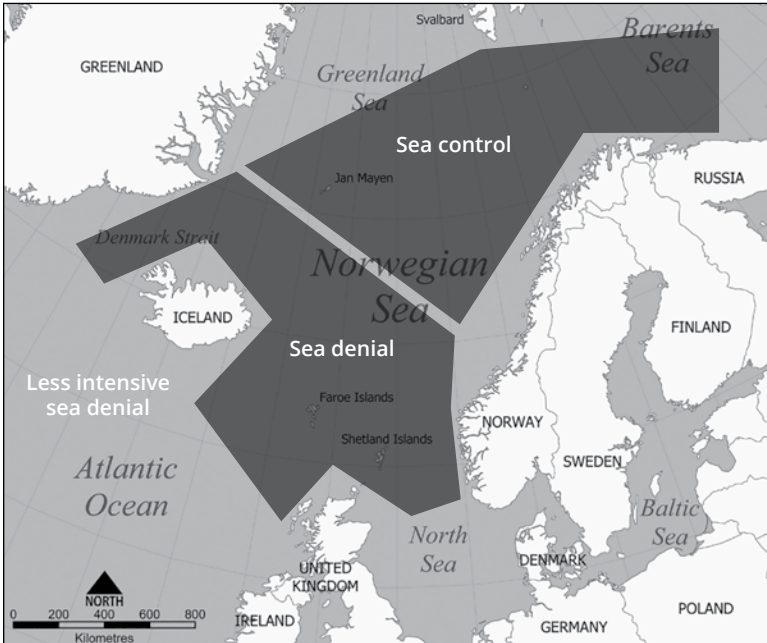 Svalbard
Barents
Sea
GREENLAND
Greenland
Sea
Sea control
Jan Mayen
RUSSIA
Denmark Strait
Norwegian
Sea
ICELAND
FINLAND
Sea denial
Less intensive
sea denial
Faroe Islands
NORWAY
Shetland Islands
SWEDEN
Atlantic
Ocean
Baltic
Sea
North
Sea
DENMARK
UNITED
KINGDOM
NORTH
POLAND
0 200 400 600 800
IRELAND
GERMANY
Kilometres